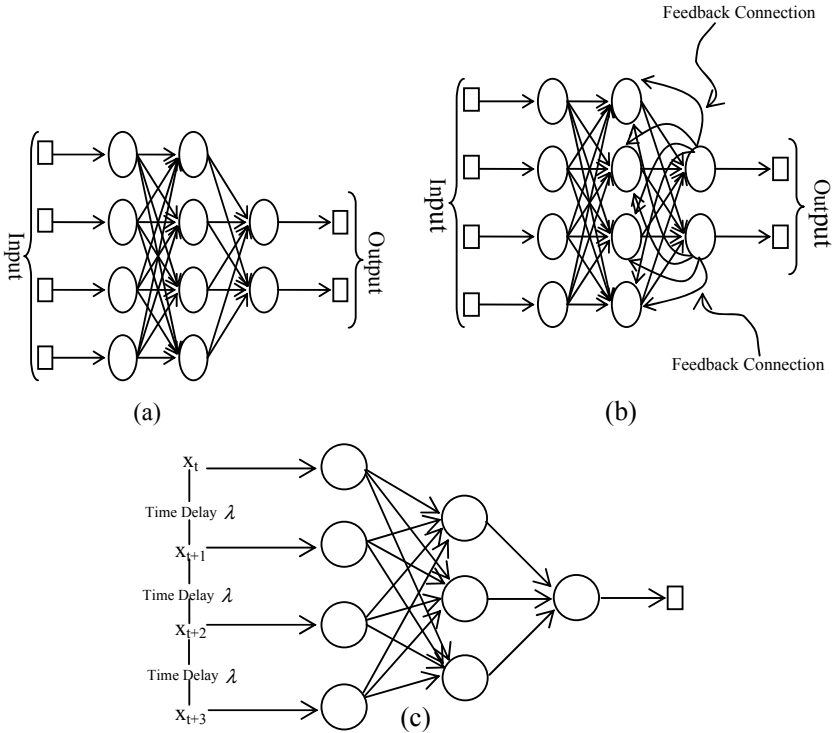 Feedback Connection
Input
Output
Input
Output
Feedback Connection
(a)
(b)
xt
Time Delay λ
xt+1
Time Delay λ
xt+2
Time Delay λ
xt+3
(c)